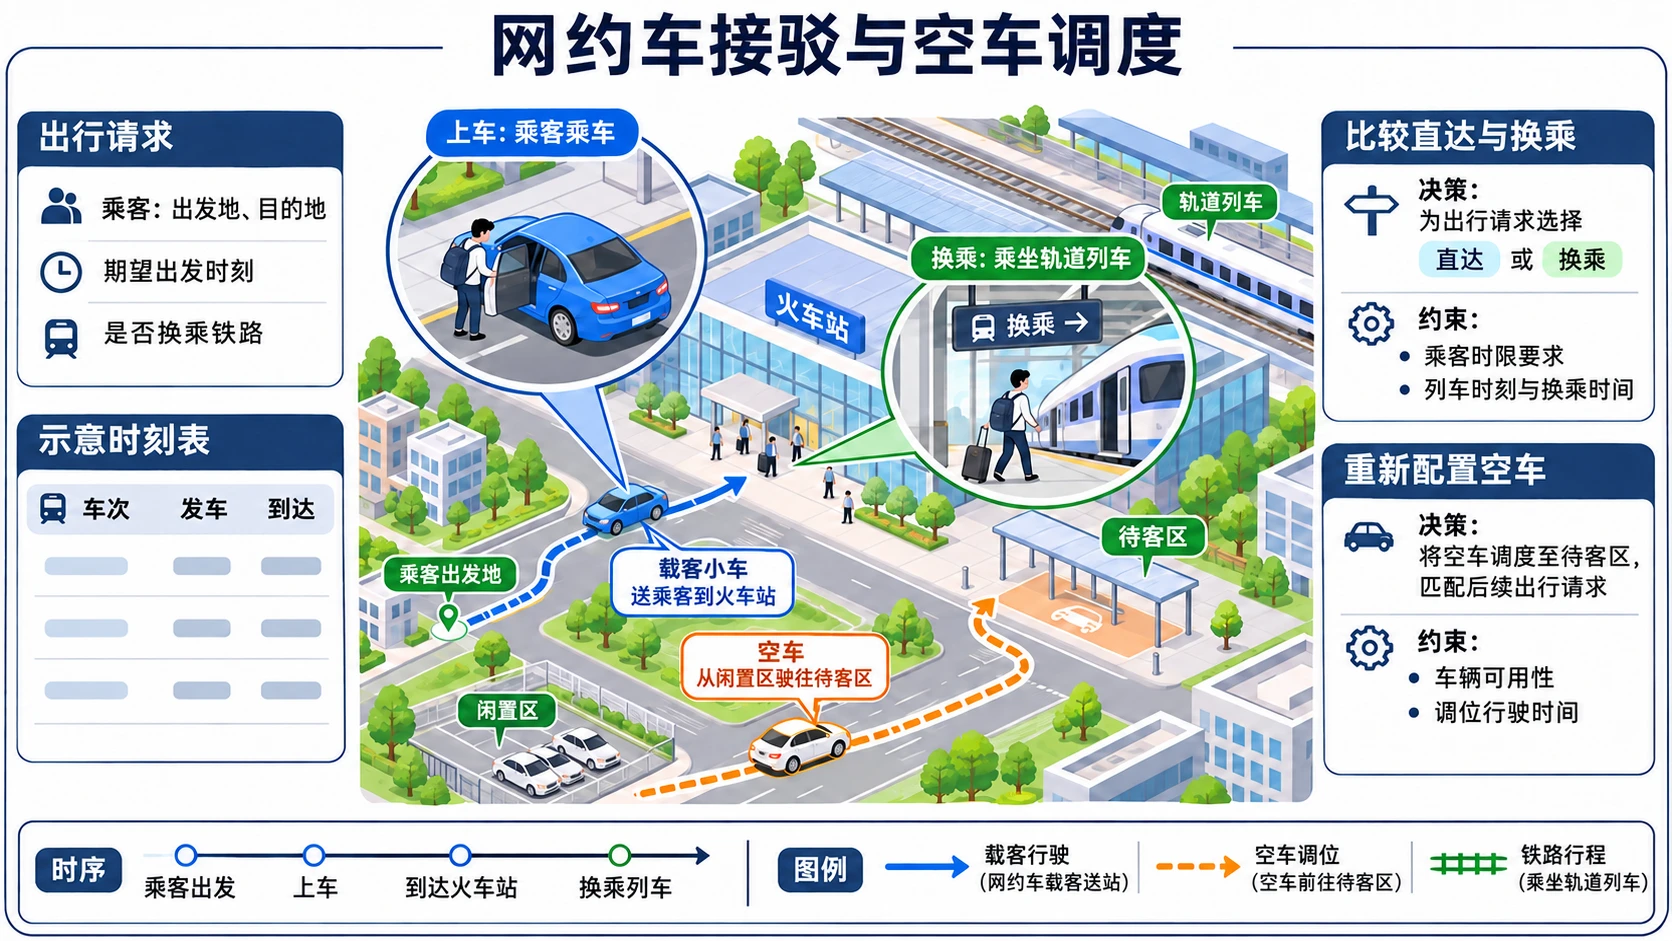 网约车接驳与空车调度
出行请求
乘客：出发地、目的地
期望出发时刻
是否换乘铁路
示意时刻表
车次 发车 到达
上车：乘客乘车
火车站
轨道列车
换乘：乘坐轨道列车
换乘 →
乘客出发地
载客小车
送乘客到火车站
待客区
空车
从闲置区驶往待客区
闲置区
比较直达与换乘
决策：
为出行请求选择
直达 或 换乘
约束：
• 乘客时限要求
• 列车时刻与换乘时间
重新配置空车
决策：
将空车调度至待客区，
匹配后续出行请求
约束：
• 车辆可用性
• 调位行驶时间
时序
乘客出发 上车 到达火车站 换乘列车
图例
载客行驶
（网约车载客送站）
空车调位
（空车前往待客区）
铁路行程
（乘坐轨道列车）